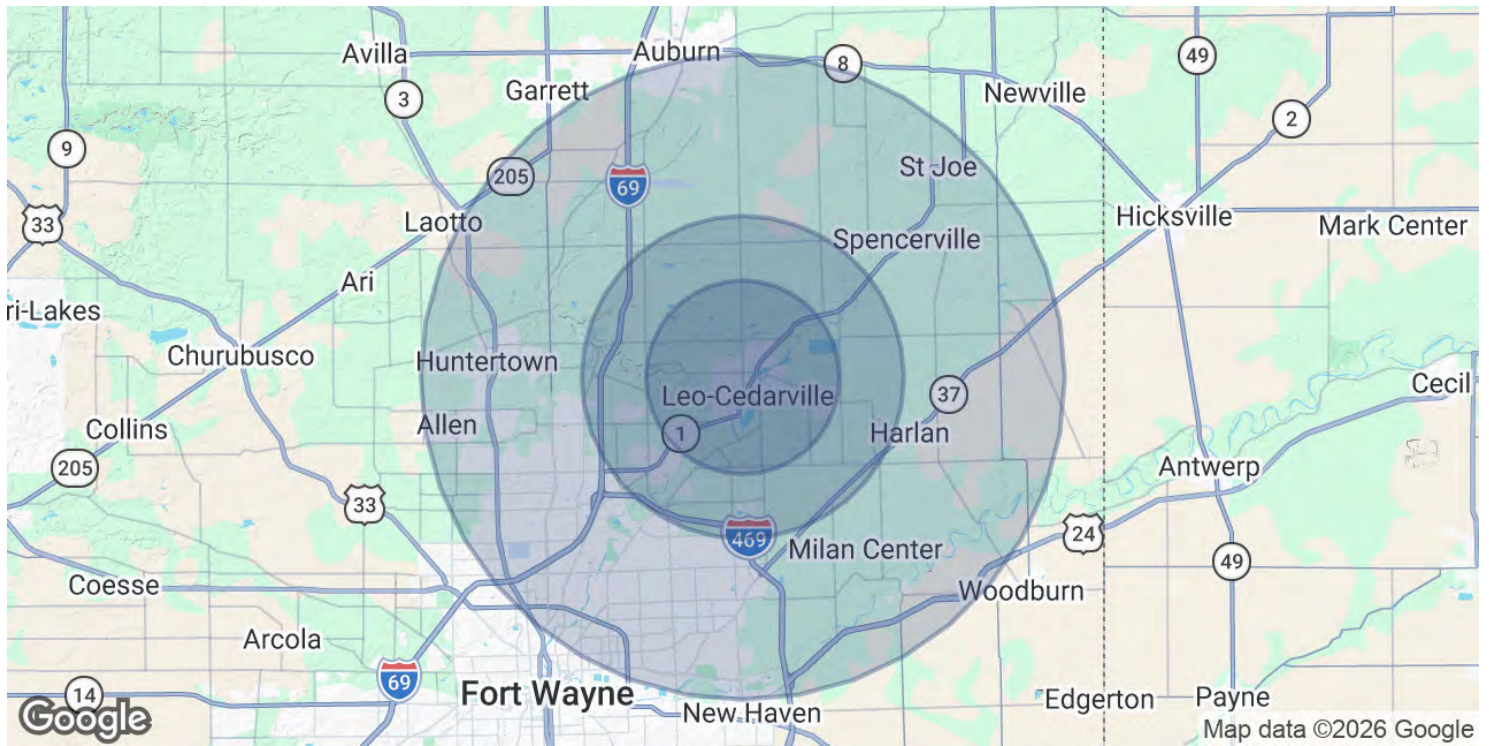 Avilla
Auburn
8
49
3
Garrett
Newville
2
9
205
69
St Joe
33
Laotto
Hicksville
Mark Center
Spencerville
Ari
ri-Lakes
Churubusco
Huntertown
Leo-Cedarville
37
Cecil
Allen
1
Harlan
Collins
205
Antwerp
33
469
24
Milan Center
49
Coesse
Woodburn
Arcola
69
14
Fort Wayne
Edgerton
Payne
New Haven
Google
Map data ©2026 Google